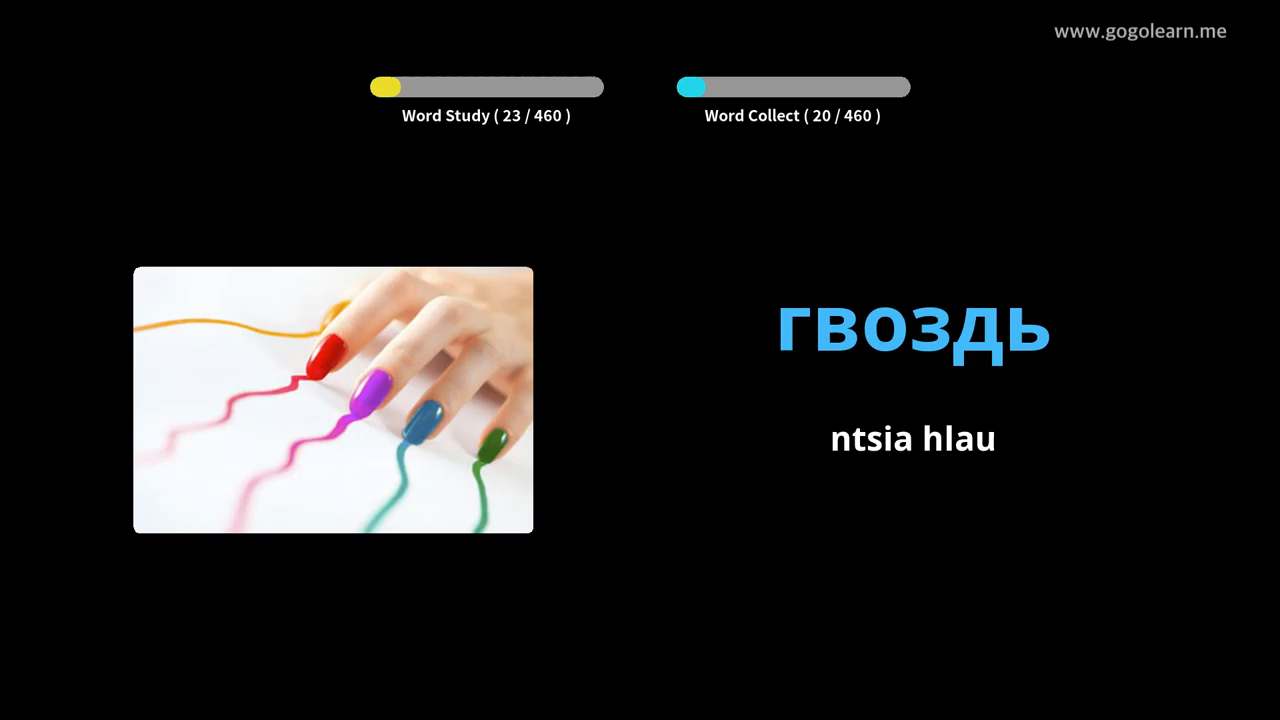 www.gogolearn.me
Word Study ( 23 / 460 )
Word Collect ( 20 / 460 )
гвоздь
ntsia hlau